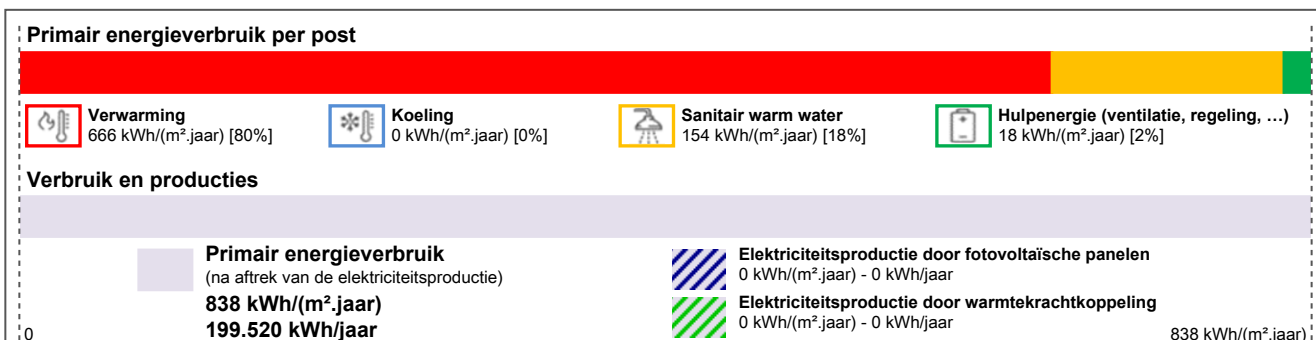 Primair energieverbruik per post
Verwarming
666 kWh/(m².jaar) [80%]
Koeling
0 kWh/(m².jaar) [0%]
Sanitair warm water
154 kWh/(m².jaar) [18%]
Hulpenergie (ventilatie, regeling, …)
18 kWh/(m².jaar) [2%]
Verbruik en producties
Primair energieverbruik
(na aftrek van de elektriciteitsproductie)
838 kWh/(m².jaar)
199.520 kWh/jaar
Elektriciteitsproductie door fotovoltaïsche panelen
0 kWh/(m².jaar) - 0 kWh/jaar
Elektriciteitsproductie door warmtekrachtkoppeling
0 kWh/(m².jaar) - 0 kWh/jaar
0
838 kWh/(m².jaar)